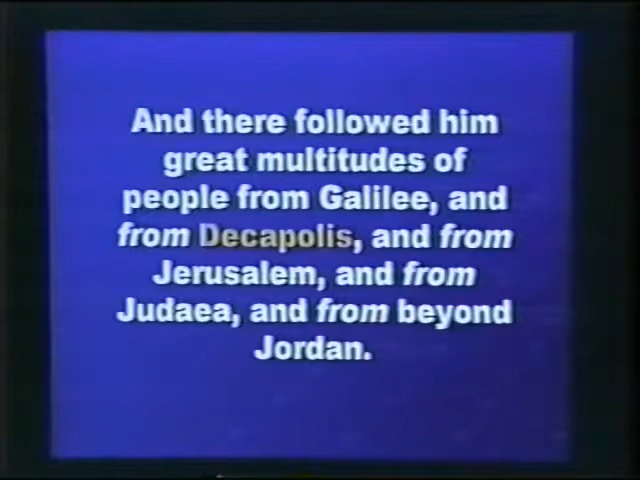 And there followed him
great multitudes of
people from Galilee, and
from Decapolis, and from
Jerusalem, and from
Judaea, and from beyond
Jordan.